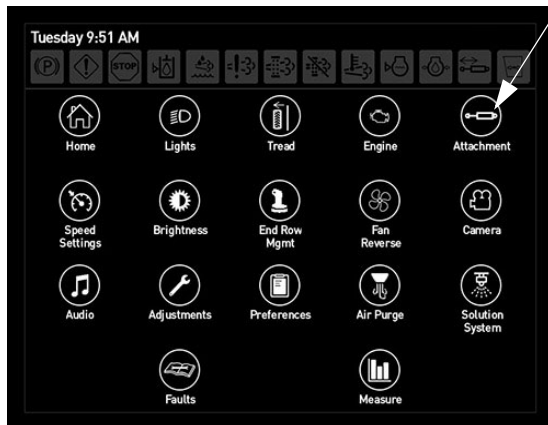 Tuesday 9:51 AM
(P) STOP
Home Lights Tread Engine Attachment
Speed Brightness End Row Fan Camera
Settings Mgmt Reverse
Audio Adjustments Preferences Air Purge Solution
System
Faults Measure